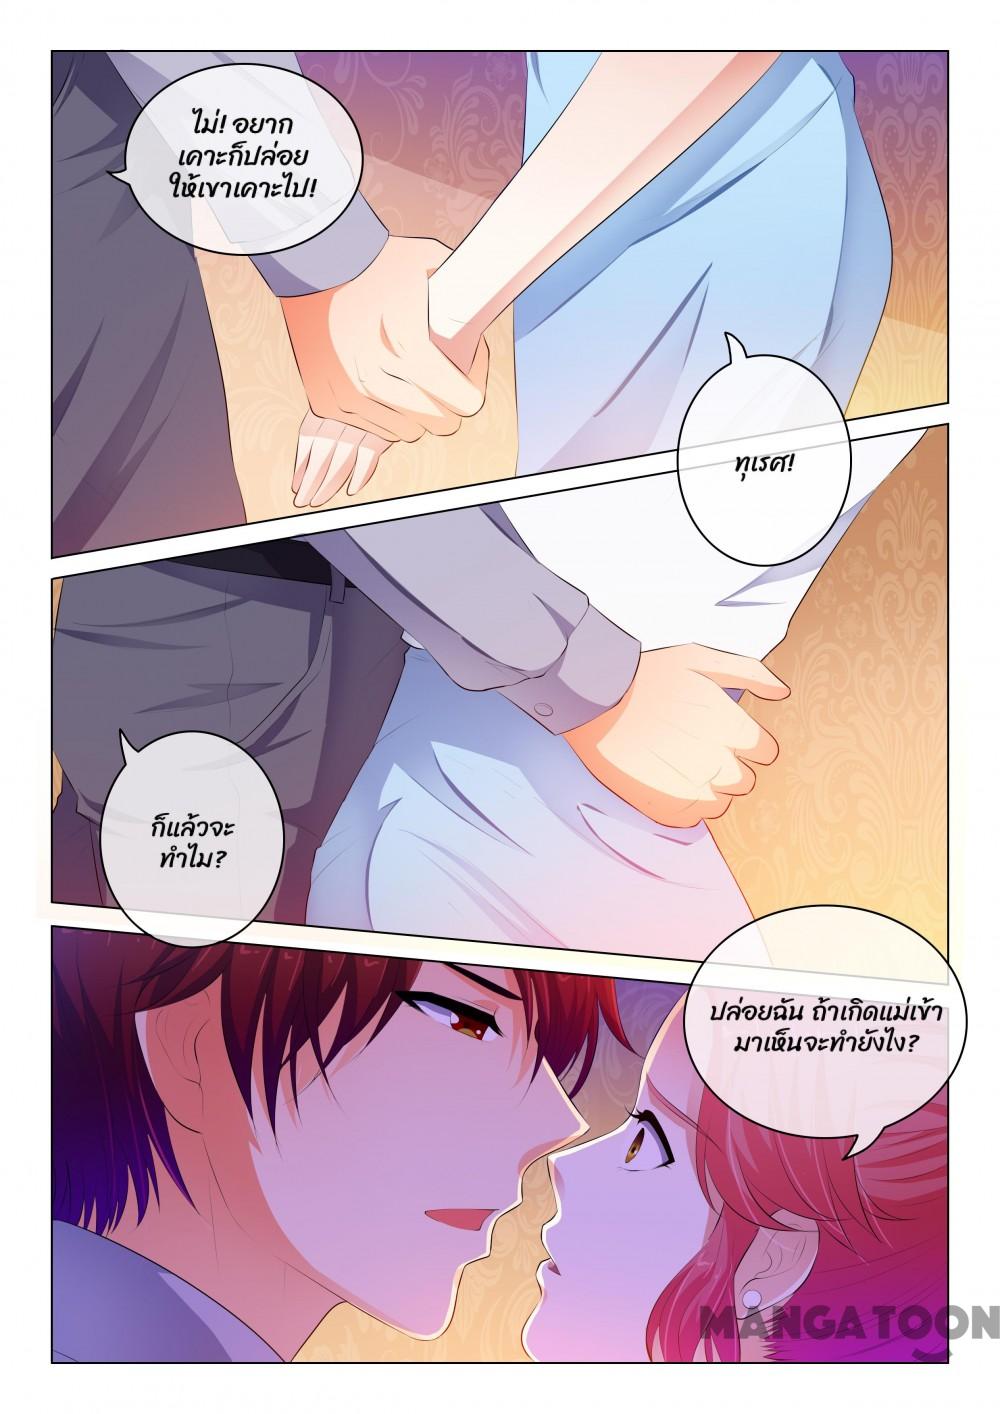 ไม่! อยาก
เคาะก็ปล่อย
ให้เขาเคาะไป!
ทุเรศ!
ก็แล้วจะ
ทำไม?
ปล่อยฉัน ถ้าเกิดแม่เข้า
มาเห็นจะทำยังไง?
MANGATOON